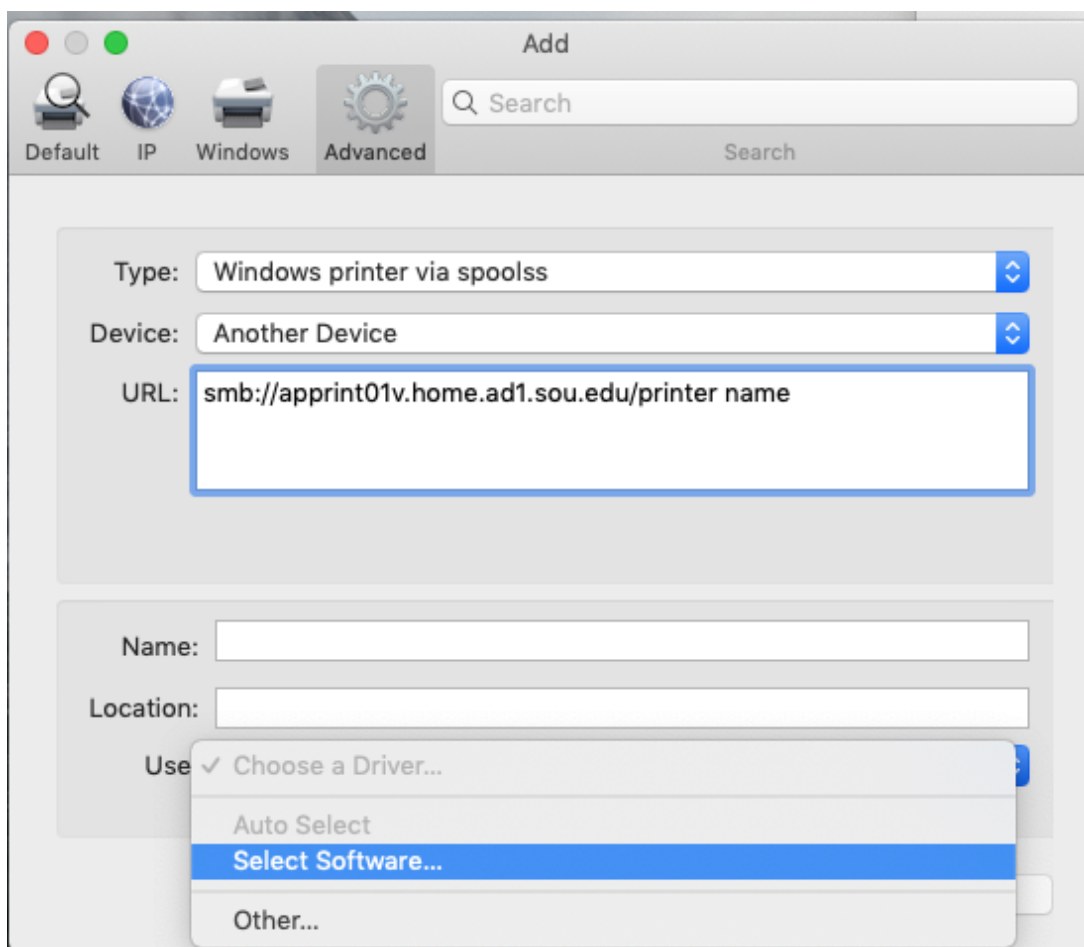 Add
Search
Default IP Windows Advanced Search
Type: Windows printer via spoolss
Device: Another Device
URL: smb://apprint01v.home.ad1.sou.edu/printer name
Name:
Location:
Use ✓ Choose a Driver...
Auto Select
Select Software...
Other...